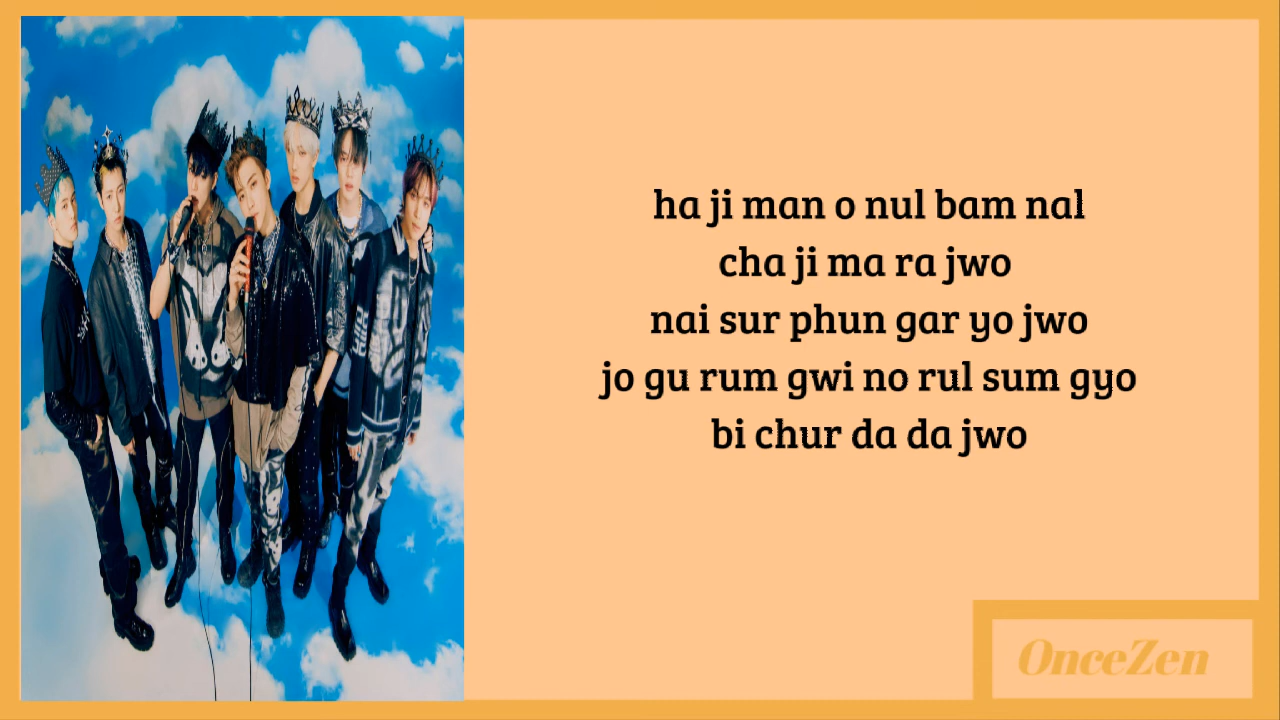 ha ji man o nul bam nal
cha ji ma ra jwo
nai sur phun gar yo jwo
jo gu rum gwi no rul sum gyo
bi chur da da jwo
OnceZen